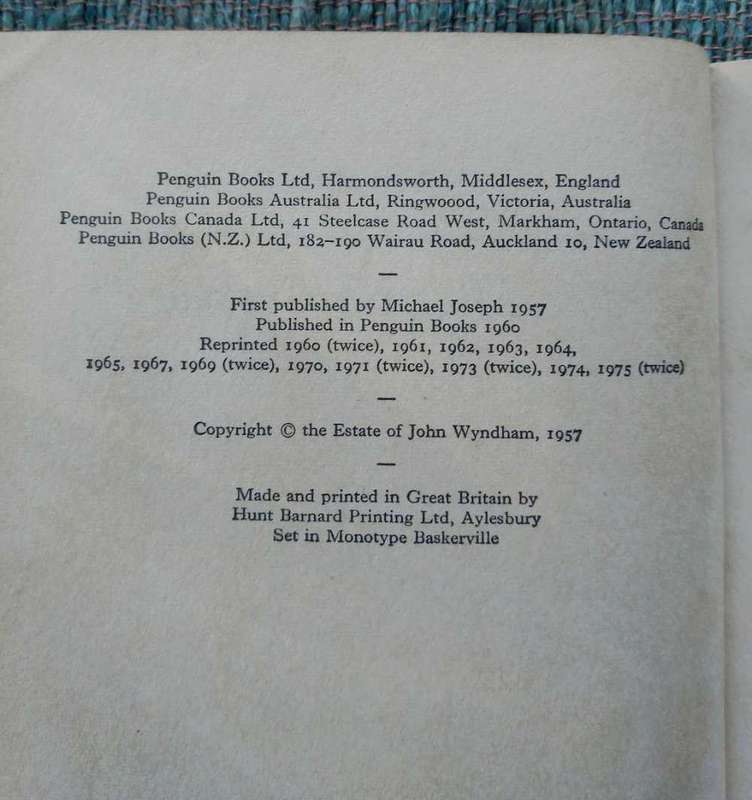 Penguin Books Ltd, Harmondsworth, Middlesex, England
Penguin Books Australia Ltd, Ringwoood, Victoria, Australia
Penguin Books Canada Ltd, 41 Steelcase Road West, Markham, Ontario, Canada
Penguin Books (N.Z.) Ltd, 182–190 Wairau Road, Auckland 10, New Zealand
—
First published by Michael Joseph 1957
Published in Penguin Books 1960
Reprinted 1960 (twice), 1961, 1962, 1963, 1964,
1965, 1967, 1969 (twice), 1970, 1971 (twice), 1973 (twice), 1974, 1975 (twice)
—
Copyright © the Estate of John Wyndham, 1957
—
Made and printed in Great Britain by
Hunt Barnard Printing Ltd, Aylesbury
Set in Monotype Baskerville